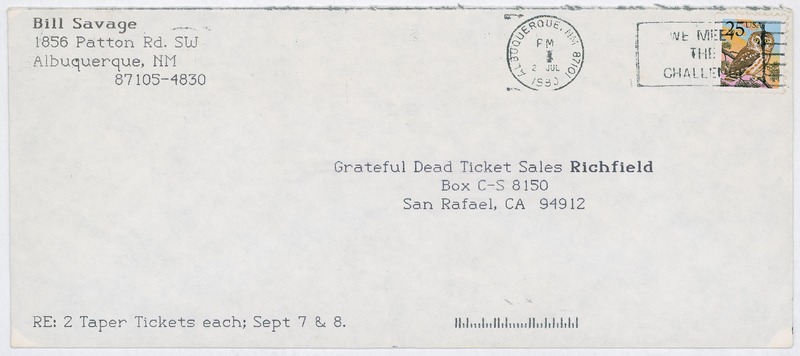 Bill Savage
1856 Patton Rd. SW
Albuquerque, NM
87105-4830
ALBUQUERQUE, NM 87101
PM
2 JUL
1990
WE MEET
THE
CHALLENGE
25 USA
Grateful Dead Ticket Sales Richfield
Box C-S 8150
San Rafael, CA 94912
RE: 2 Taper Tickets each; Sept 7 & 8.